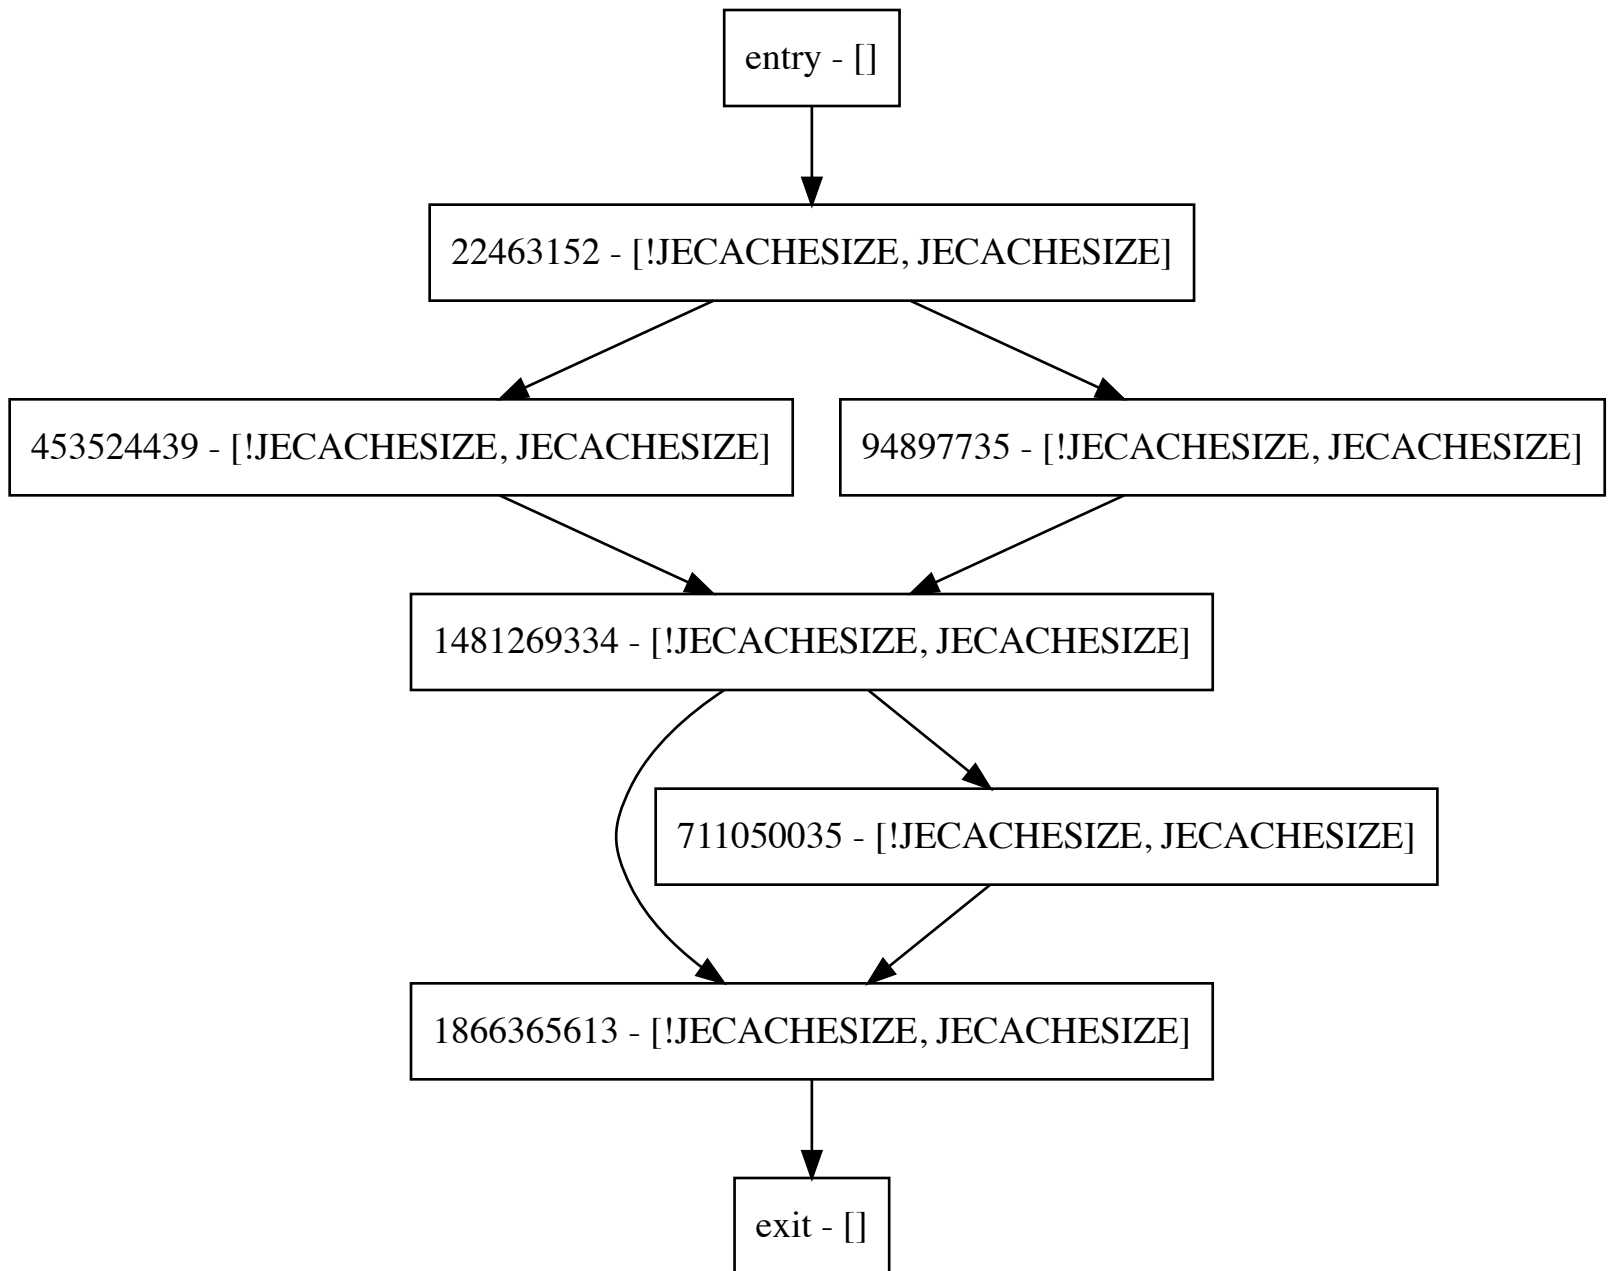 entry - []
22463152 - [!JECACHESIZE, JECACHESIZE]
453524439 - [!JECACHESIZE, JECACHESIZE]
94897735 - [!JECACHESIZE, JECACHESIZE]
1481269334 - [!JECACHESIZE, JECACHESIZE]
711050035 - [!JECACHESIZE, JECACHESIZE]
1866365613 - [!JECACHESIZE, JECACHESIZE]
exit - []